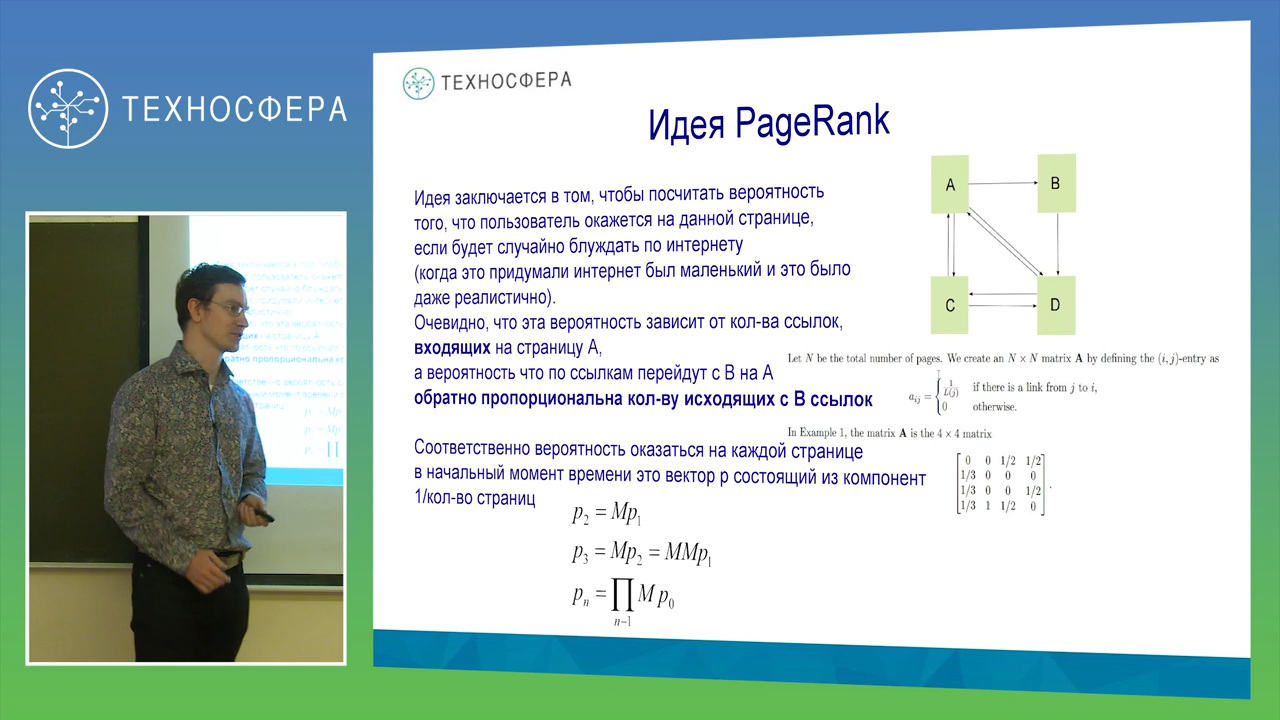 ТЕХНОСФЕРА
ТЕХНОСФЕРА
Идея PageRank
Идея заключается в том, чтобы посчитать вероятность
того, что пользователь окажется на данной странице,
если будет случайно блуждать по интернету
(когда это придумали интернет был маленький и это было
даже реалистично).
Очевидно, что эта вероятность зависит от кол-ва ссылок,
входящих на страницу А,
а вероятность что по ссылкам перейдут с B на А
обратно пропорциональна кол-ву исходящих с B ссылок
Соответственно вероятность оказаться на каждой странице
в начальный момент времени это вектор p состоящий из компонент
1/кол-во страниц
p₂ = Mp₁
p₃ = Mp₂ = MMp₁
pₙ = ∏ M p₀
n−1
A
B
C
D
Let N be the total number of pages. We create an N × N matrix A by defining the (i, j)-entry as
aᵢⱼ = { 1/L(j) if there is a link from j to i,
0 otherwise.
In Example 1, the matrix A is the 4 × 4 matrix
[ 0 0 1/2 1/2
1/3 0 0 0
1/3 0 0 1/2
1/3 1 1/2 0 ] .